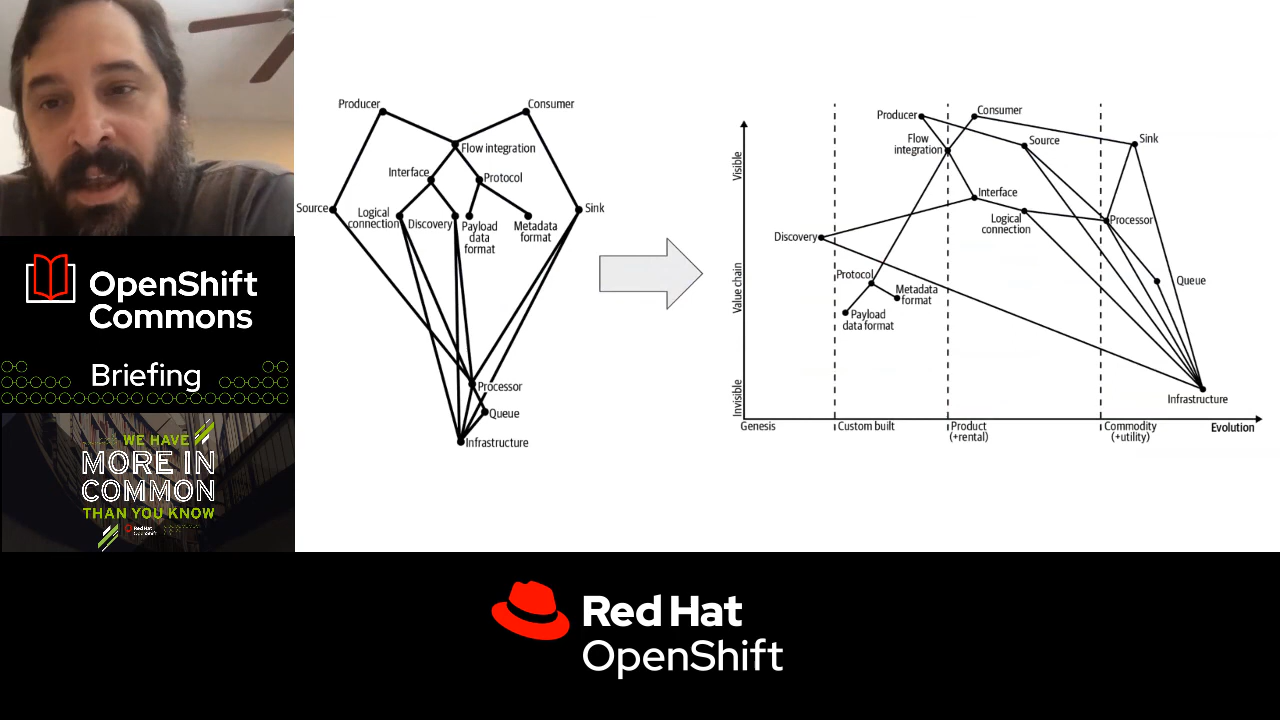 OpenShift
Commons
Briefing
WE HAVE
MORE IN
COMMON
THAN YOU KNOW
Red Hat
OpenShift
Producer
Consumer
Flow integration
Interface
Protocol
Source
Logical
connection
Discovery
Payload
data
format
Metadata
format
Sink
Processor
Queue
Infrastructure
Visible
Value chain
Invisible
Producer
Consumer
Flow
integration
Source
Sink
Interface
Logical
connection
Processor
Discovery
Protocol
Metadata
format
Payload
data format
Queue
Infrastructure
Genesis
Custom built
Product
(+rental)
Commodity
(+utility)
Evolution
Red Hat
OpenShift